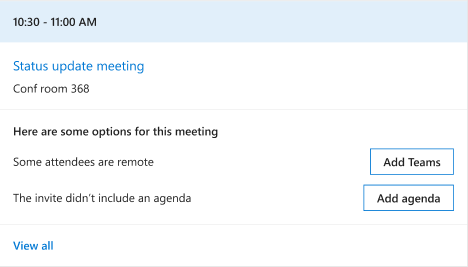 10:30 - 11:00 AM
Status update meeting
Conf room 368
Here are some options for this meeting
Some attendees are remote
Add Teams
The invite didn't include an agenda
Add agenda
View all